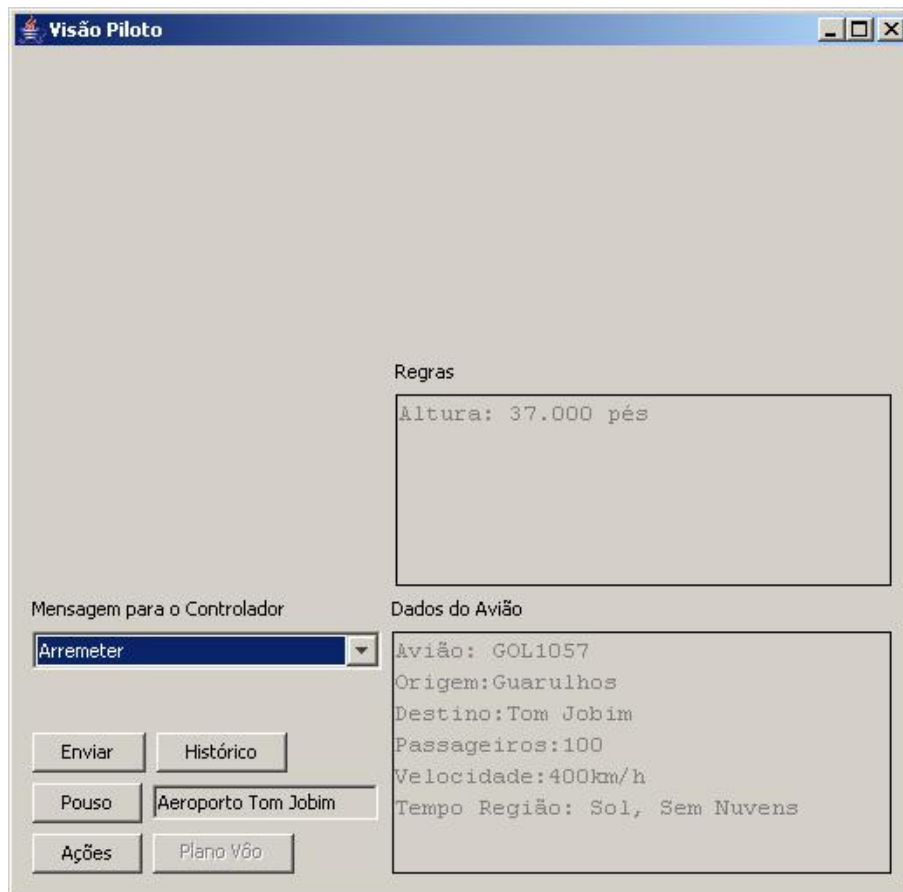 Visão Piloto
Regras
Altura: 37.000 pés
Mensagem para o Controlador
Arremeter
Dados do Avião
Avião: GOL1057
Origem:Guarulhos
Destino:Tom Jobim
Passageiros:100
Velocidade:400km/h
Tempo Região: Sol, Sem Nuvens
Enviar
Histórico
Pouso
Aeroporto Tom Jobim
Ações
Plano Vôo